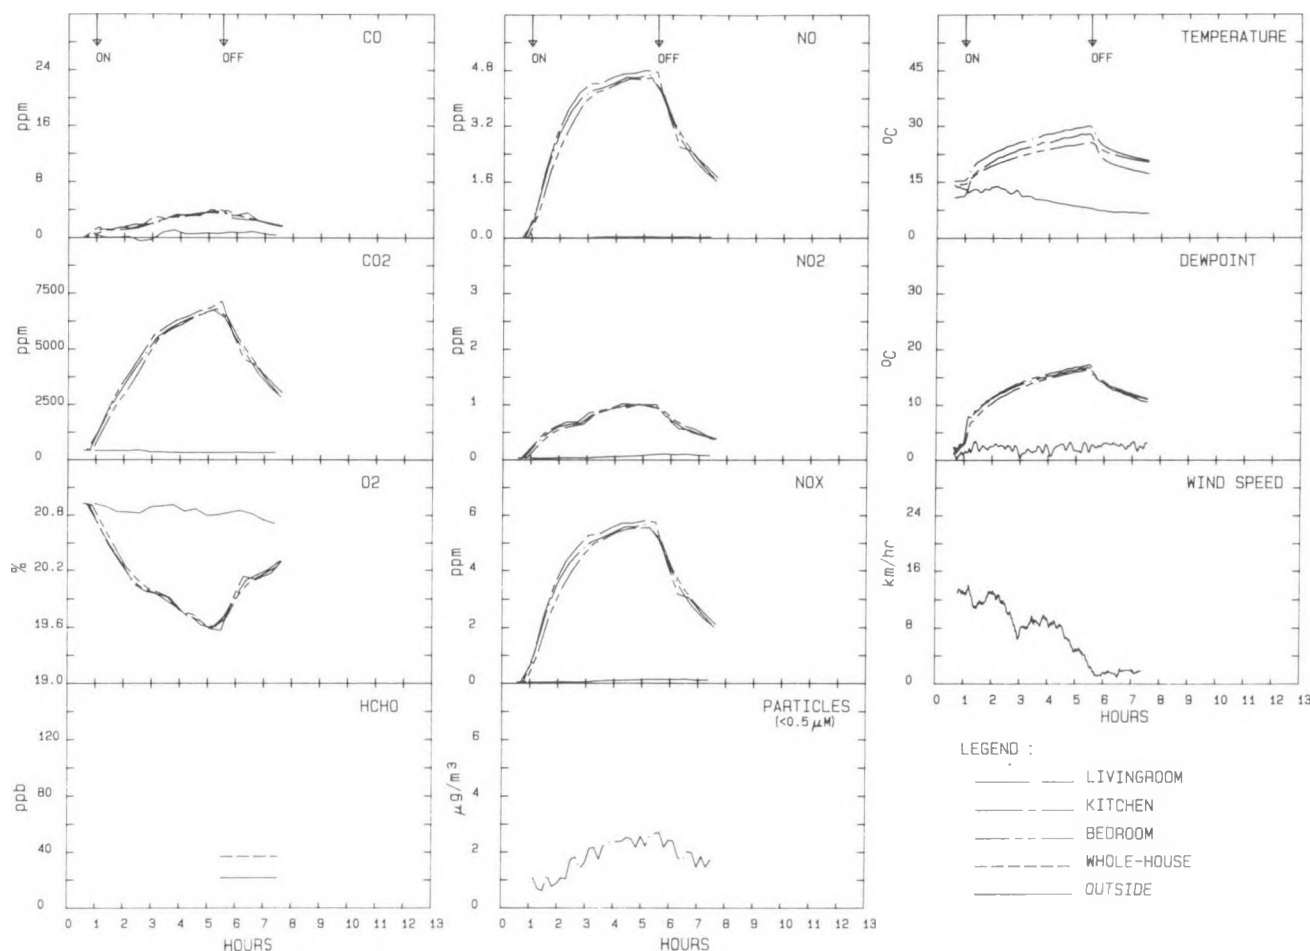 CO
ON
OFF
24
16
8
0
ppm
NO
ON
OFF
4.8
3.2
1.6
0.0
ppm
TEMPERATURE
ON
OFF
45
30
15
0
°C
CO2
7500
5000
2500
0
ppm
NO2
3
2
1
0
ppm
DEWPOINT
30
20
10
0
°C
O2
20.8
20.2
19.6
19.0
%
NOX
6
4
2
0
ppm
WIND SPEED
24
16
8
0
km/hr
0 1 2 3 4 5 6 7 8 9 10 11 12 13
HOURS
HCHO
120
80
40
0
ppb
0 1 2 3 4 5 6 7 8 9 10 11 12 13
HOURS
PARTICLES
(<0.5 μM)
6
4
2
0
μg/m³
0 1 2 3 4 5 6 7 8 9 10 11 12 13
HOURS
LEGEND :
LIVINGROOM
KITCHEN
BEDROOM
WHOLE-HOUSE
OUTSIDE